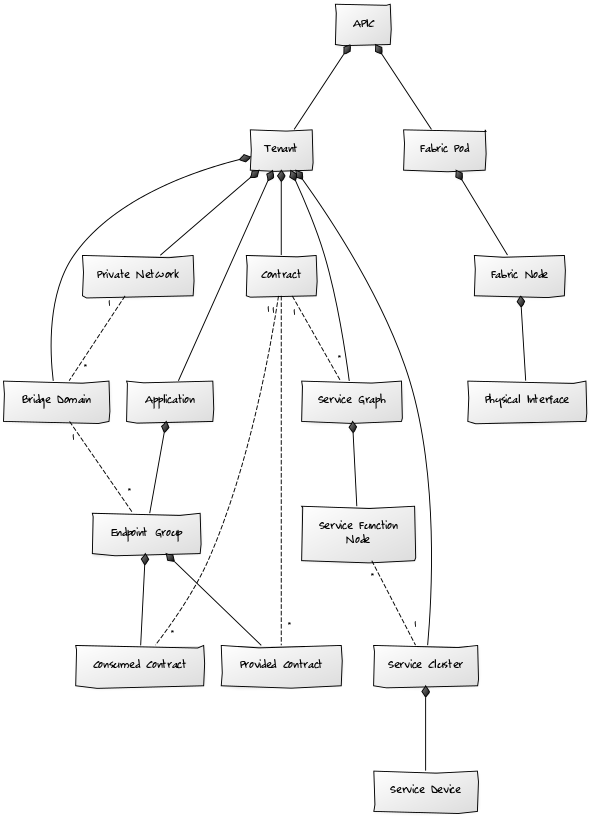 APIC
Tenant
Fabric Pod
Private Network
Contract
Fabric Node
1
1
1
1
*
*
Bridge Domain
Application
Service Graph
Physical Interface
1
*
Endpoint Group
Service Function
Node
*
*
*
1
Consumed Contract
Provided Contract
Service Cluster
Service Device